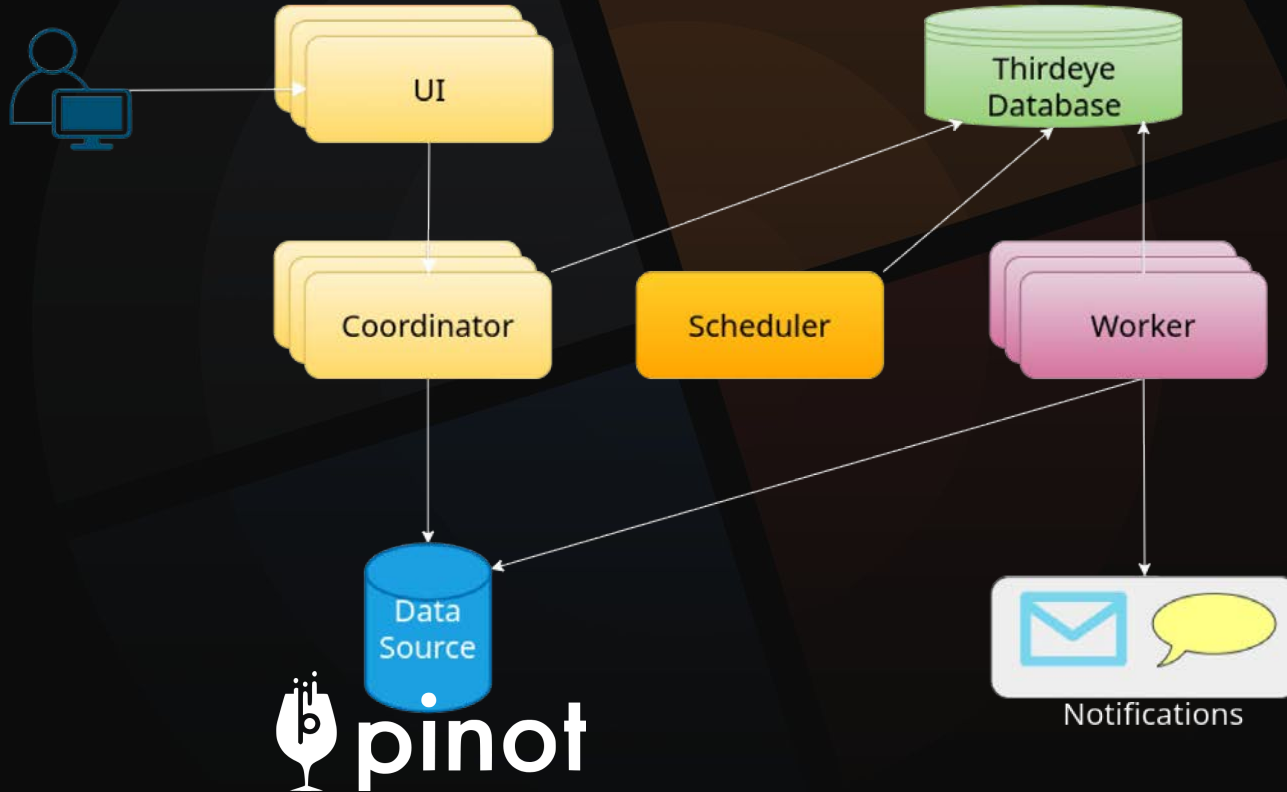 UI
Thirdeye
Database
Coordinator
Scheduler
Worker
Data
Source
pinot
Notifications